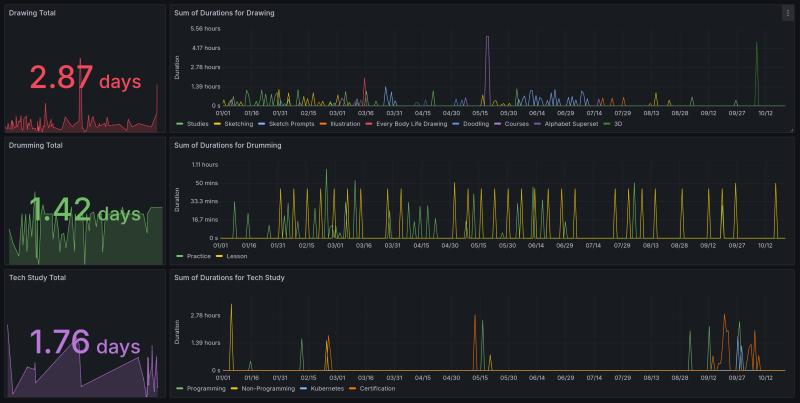 Drawing Total
2.87 days
Sum of Durations for Drawing
Duration
5.56 hours
4.17 hours
2.78 hours
1.39 hours
0 s
01/01 01/16 01/31 02/15 03/01 03/16 03/31 04/15 04/30 05/15 05/30 06/14 06/29 07/14 07/29 08/13 08/28 09/12 09/27 10/12
Studies Sketching Sketch Prompts Illustration Every Body Life Drawing Doodling Courses Alphabet Superset 3D
Drumming Total
1.42 days
Sum of Durations for Drumming
Duration
1.11 hours
50 mins
33.3 mins
16.7 mins
0 s
01/01 01/16 01/31 02/15 03/01 03/16 03/31 04/15 04/30 05/15 05/30 06/14 06/29 07/14 07/29 08/13 08/28 09/12 09/27 10/12
Practice Lesson
Tech Study Total
1.76 days
Sum of Durations for Tech Study
Duration
2.78 hours
1.39 hours
0 s
01/01 01/16 01/31 02/15 03/01 03/16 03/31 04/15 04/30 05/15 05/30 06/14 06/29 07/14 07/29 08/13 08/28 09/12 09/27 10/12
Programming Non-Programming Kubernetes Certification